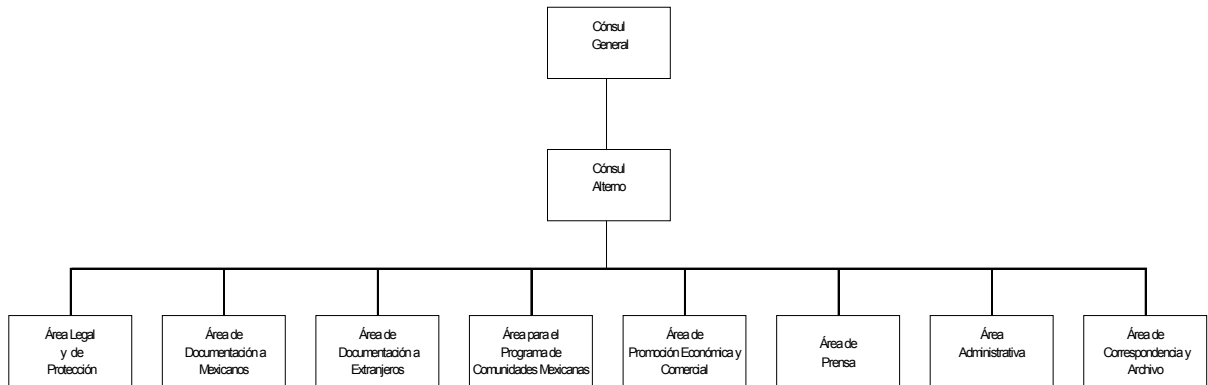 Cónsul
General
Cónsul
Alterno
Área Legal
y de
Protección
Área de
Documentación a
Mexicanos
Área de
Documentación a
Extranjeros
Área para el
Programa de
Comunidades Mexicanas
Área de
Promoción Económica y
Comercial
Área de
Prensa
Área
Administrativa
Área de
Correspondencia y
Archivo